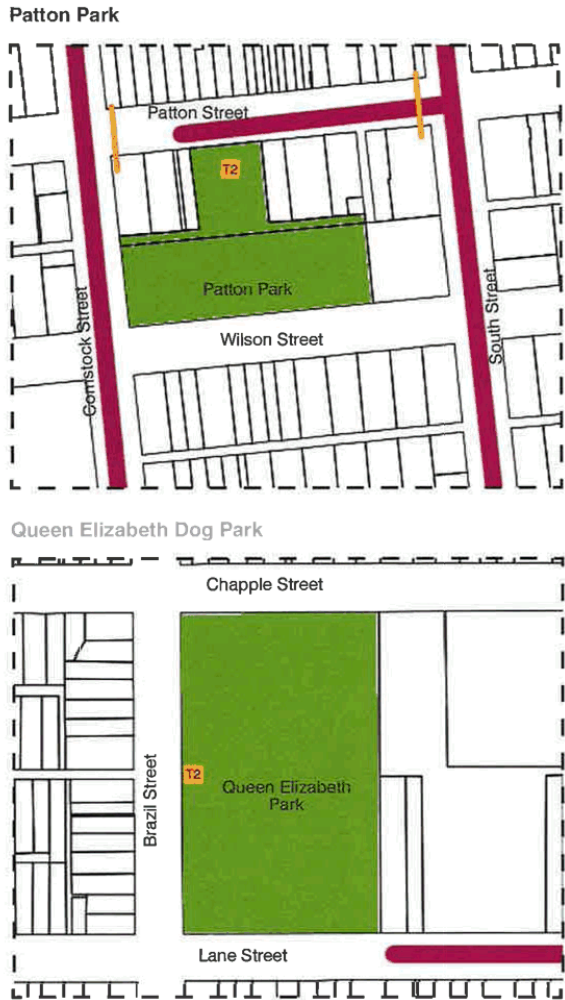 Patton Park
Patton Street
T2
Patton Park
Comstock Street
South Street
Wilson Street
Queen Elizabeth Dog Park
Chapple Street
Brazil Street
T2
Queen Elizabeth
Park
Lane Street